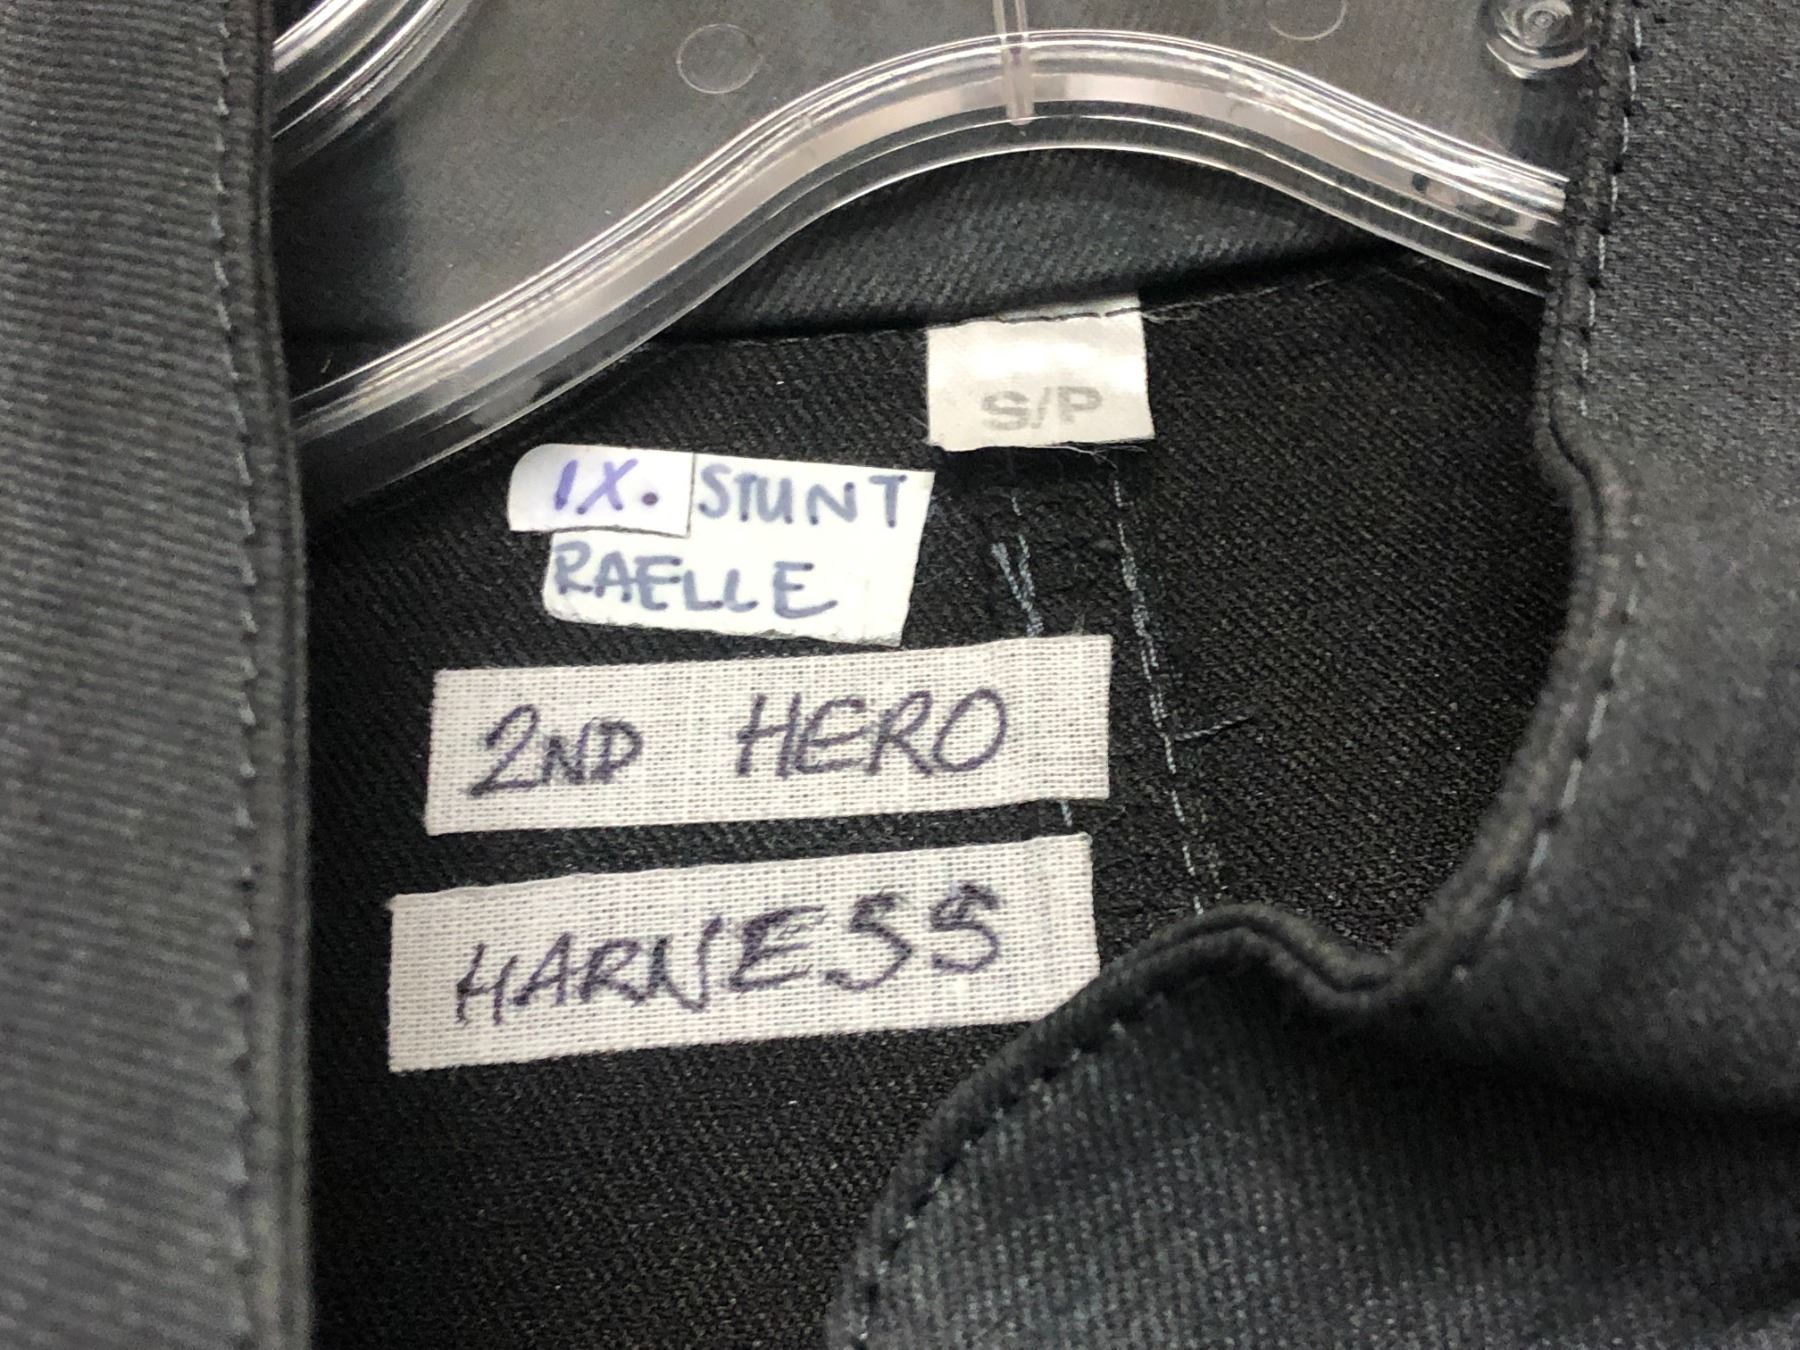 S/P
1X. STUNT
RAELLE
2ND HERO
HARNESS